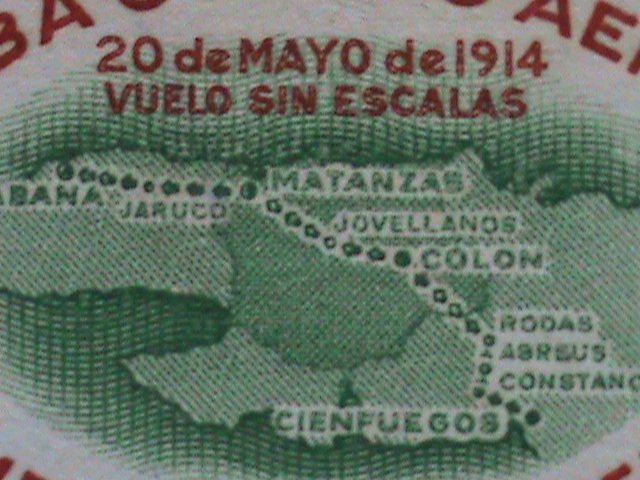 20 de MAYO de 1914
VUELO SIN ESCALAS
MATANZAS
JARUCO
JOVELLANOS
COLON
RODAS
ABREUS
CIENFUEGOS